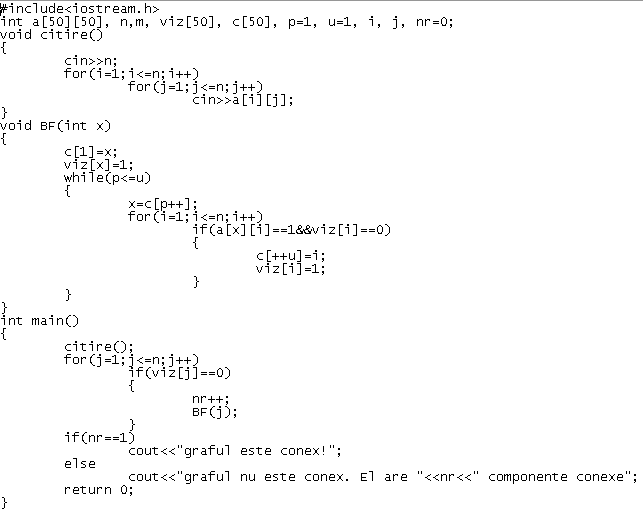 #include<iostream.h>
int a[50][50], n,m, viz[50], c[50], p=1, u=1, i, j, nr=0;
void citire()
{
        cin>>n;
        for(i=1;i<=n;i++)
                for(j=1;j<=n;j++)
                        cin>>a[i][j];
}
void BF(int x)
{
        c[1]=x;
        viz[x]=1;
        while(p<=u)
        {
                x=c[p++];
                for(i=1;i<=n;i++)
                        if(a[x][i]==1&&viz[i]==0)
                        {
                                c[++u]=i;
                                viz[i]=1;
                        }
        }
}
int main()
{
        citire();
        for(j=1;j<=n;j++)
                if(viz[j]==0)
                {
                        nr++;
                        BF(j);
                }
        if(nr==1)
                cout<<"graful este conex!";
        else
                cout<<"graful nu este conex. El are "<<nr<<" componente conexe";
        return 0;
}